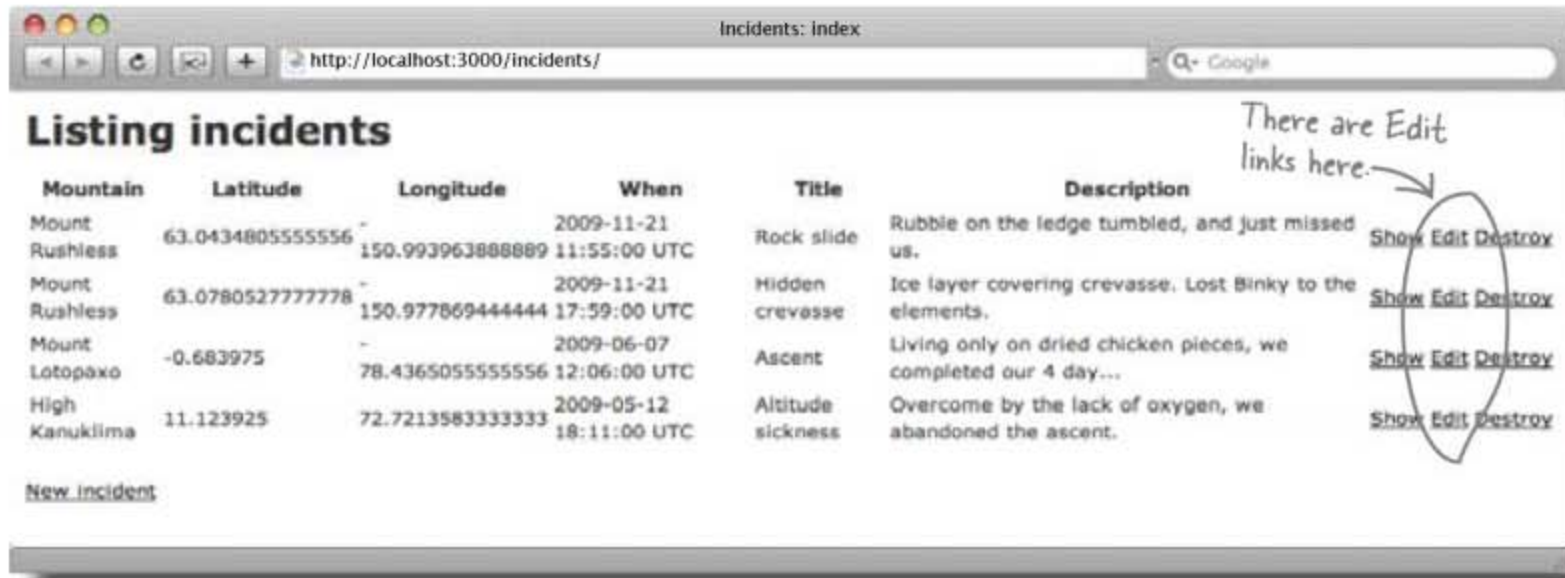 Incidents: index
http://localhost:3000/incidents/
Google
There are Edit
links here.
Listing incidents
Mountain Latitude Longitude When Title Description
Mount Rushless 63.0434805555556 -150.993963888889 2009-11-21 11:55:00 UTC Rock slide Rubble on the ledge tumbled, and just missed us. Show Edit Destroy
Mount Rushless 63.0780527777778 -150.977869444444 2009-11-21 17:59:00 UTC Hidden crevasse Ice layer covering crevasse. Lost Binky to the elements. Show Edit Destroy
Mount Lotopaxo -0.683975 -78.4365055555556 2009-06-07 12:06:00 UTC Ascent Living only on dried chicken pieces, we completed our 4 day... Show Edit Destroy
High Kanuklima 11.123925 72.7213583333333 2009-05-12 18:11:00 UTC Altitude sickness Overcome by the lack of oxygen, we abandoned the ascent. Show Edit Destroy
New incident